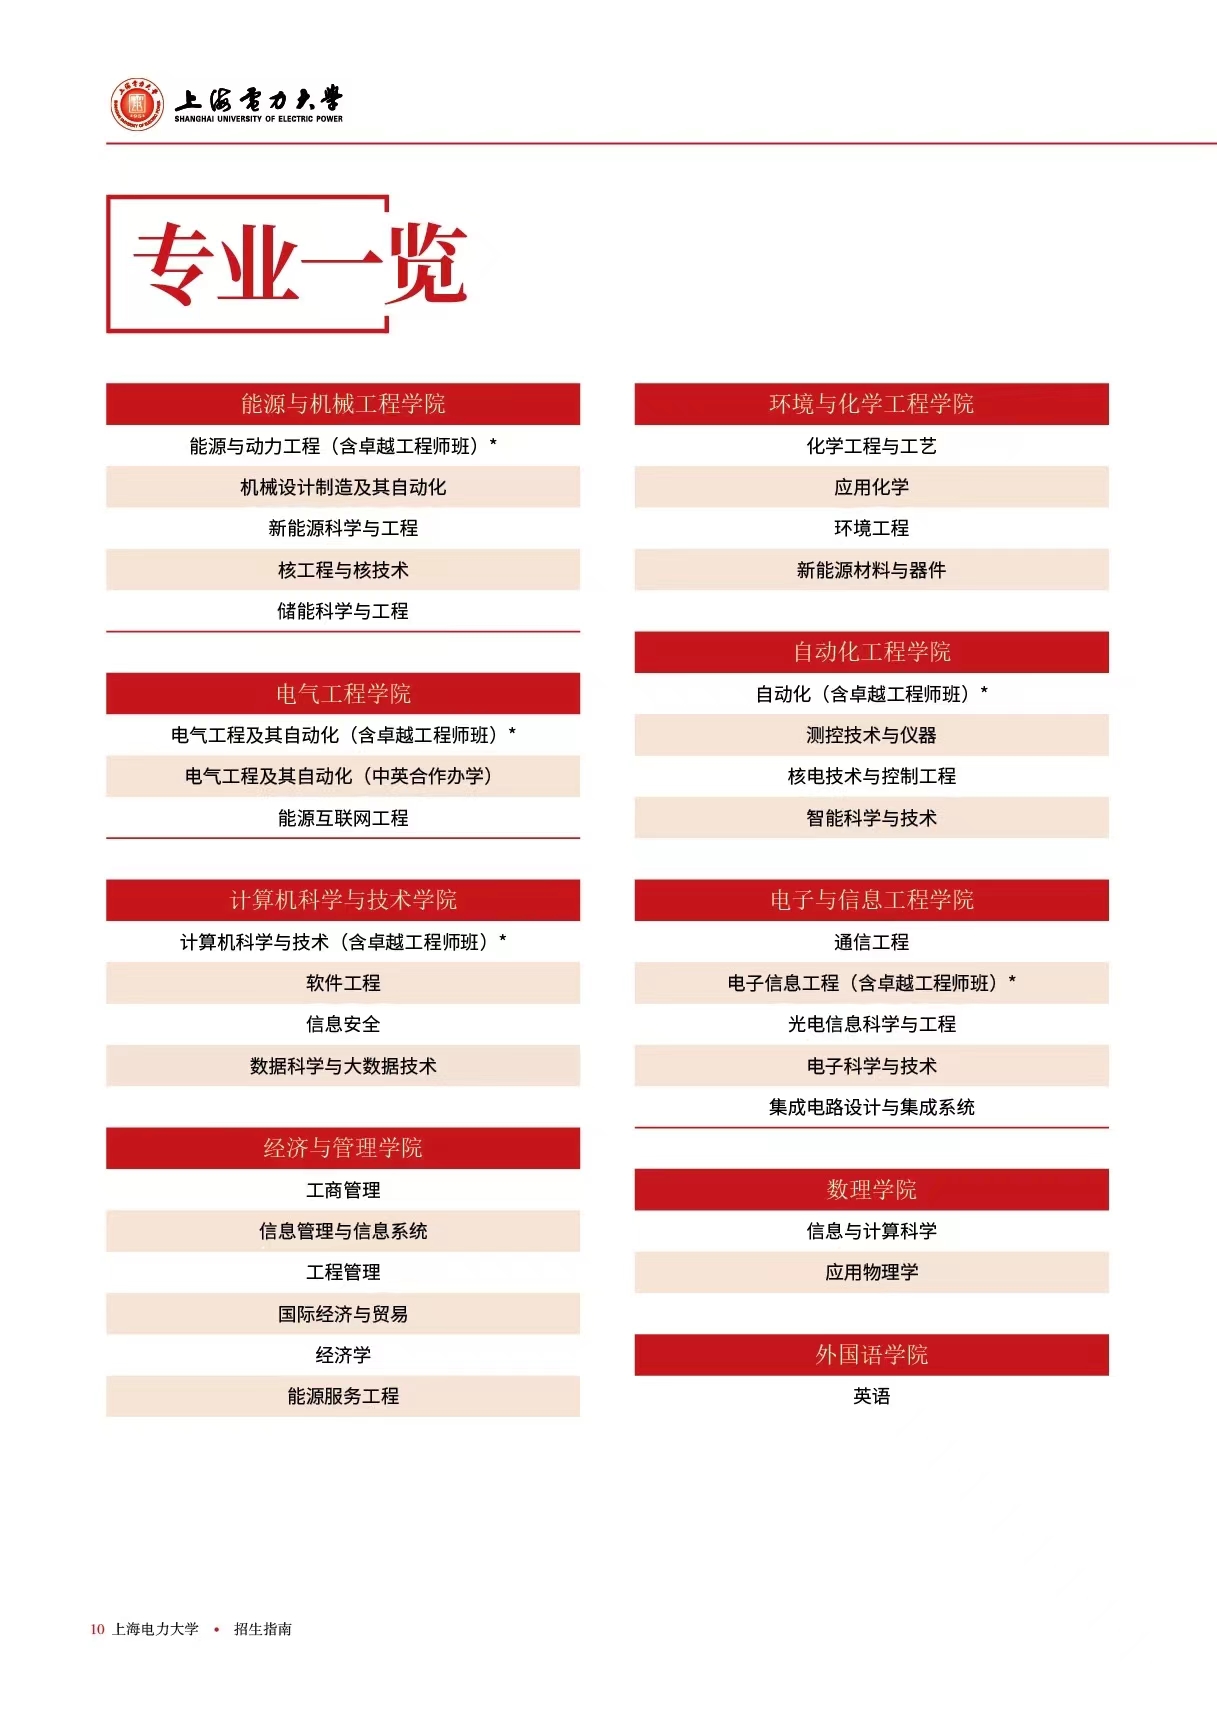 上海电力大学
SHANGHAI UNIVERSITY OF ELECTRIC POWER
专业一览
能源与机械工程学院
能源与动力工程（含卓越工程师班）*
机械设计制造及其自动化
新能源科学与工程
核工程与核技术
储能科学与工程
电气工程学院
电气工程及其自动化（含卓越工程师班）*
电气工程及其自动化（中英合作办学）
能源互联网工程
计算机科学与技术学院
计算机科学与技术（含卓越工程师班）*
软件工程
信息安全
数据科学与大数据技术
经济与管理学院
工商管理
信息管理与信息系统
工程管理
国际经济与贸易
经济学
能源服务工程
环境与化学工程学院
化学工程与工艺
应用化学
环境工程
新能源材料与器件
自动化工程学院
自动化（含卓越工程师班）*
测控技术与仪器
核电技术与控制工程
智能科学与技术
电子与信息工程学院
通信工程
电子信息工程（含卓越工程师班）*
光电信息科学与工程
电子科学与技术
集成电路设计与集成系统
数理学院
信息与计算科学
应用物理学
外国语学院
英语
10 上海电力大学 • 招生指南